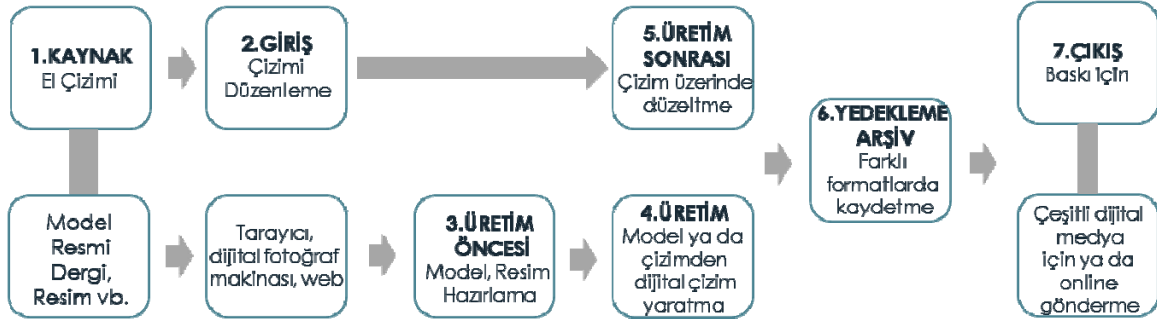 1.KAYNAK
El Çizimi
2.GİRİŞ
Çizimi
Düzenleme
5.ÜRETİM
SONRASI
Çizim üzerinde
düzeltme
7.ÇIKIŞ
Baskı için
6.YEDEKLEME
ARŞİV
Farklı
formatlarda
kaydetme
Model
Resmi
Dergi,
Resim vb.
Tarayıcı,
dijital fotoğraf
makinası, web
3.ÜRETİM
ÖNCESİ
Model, Resim
Hazırlama
4.ÜRETİM
Model ya da
çizimden
dijital çizim
yaratma
Çeşitli dijital
medya
için ya da
online
gönderme